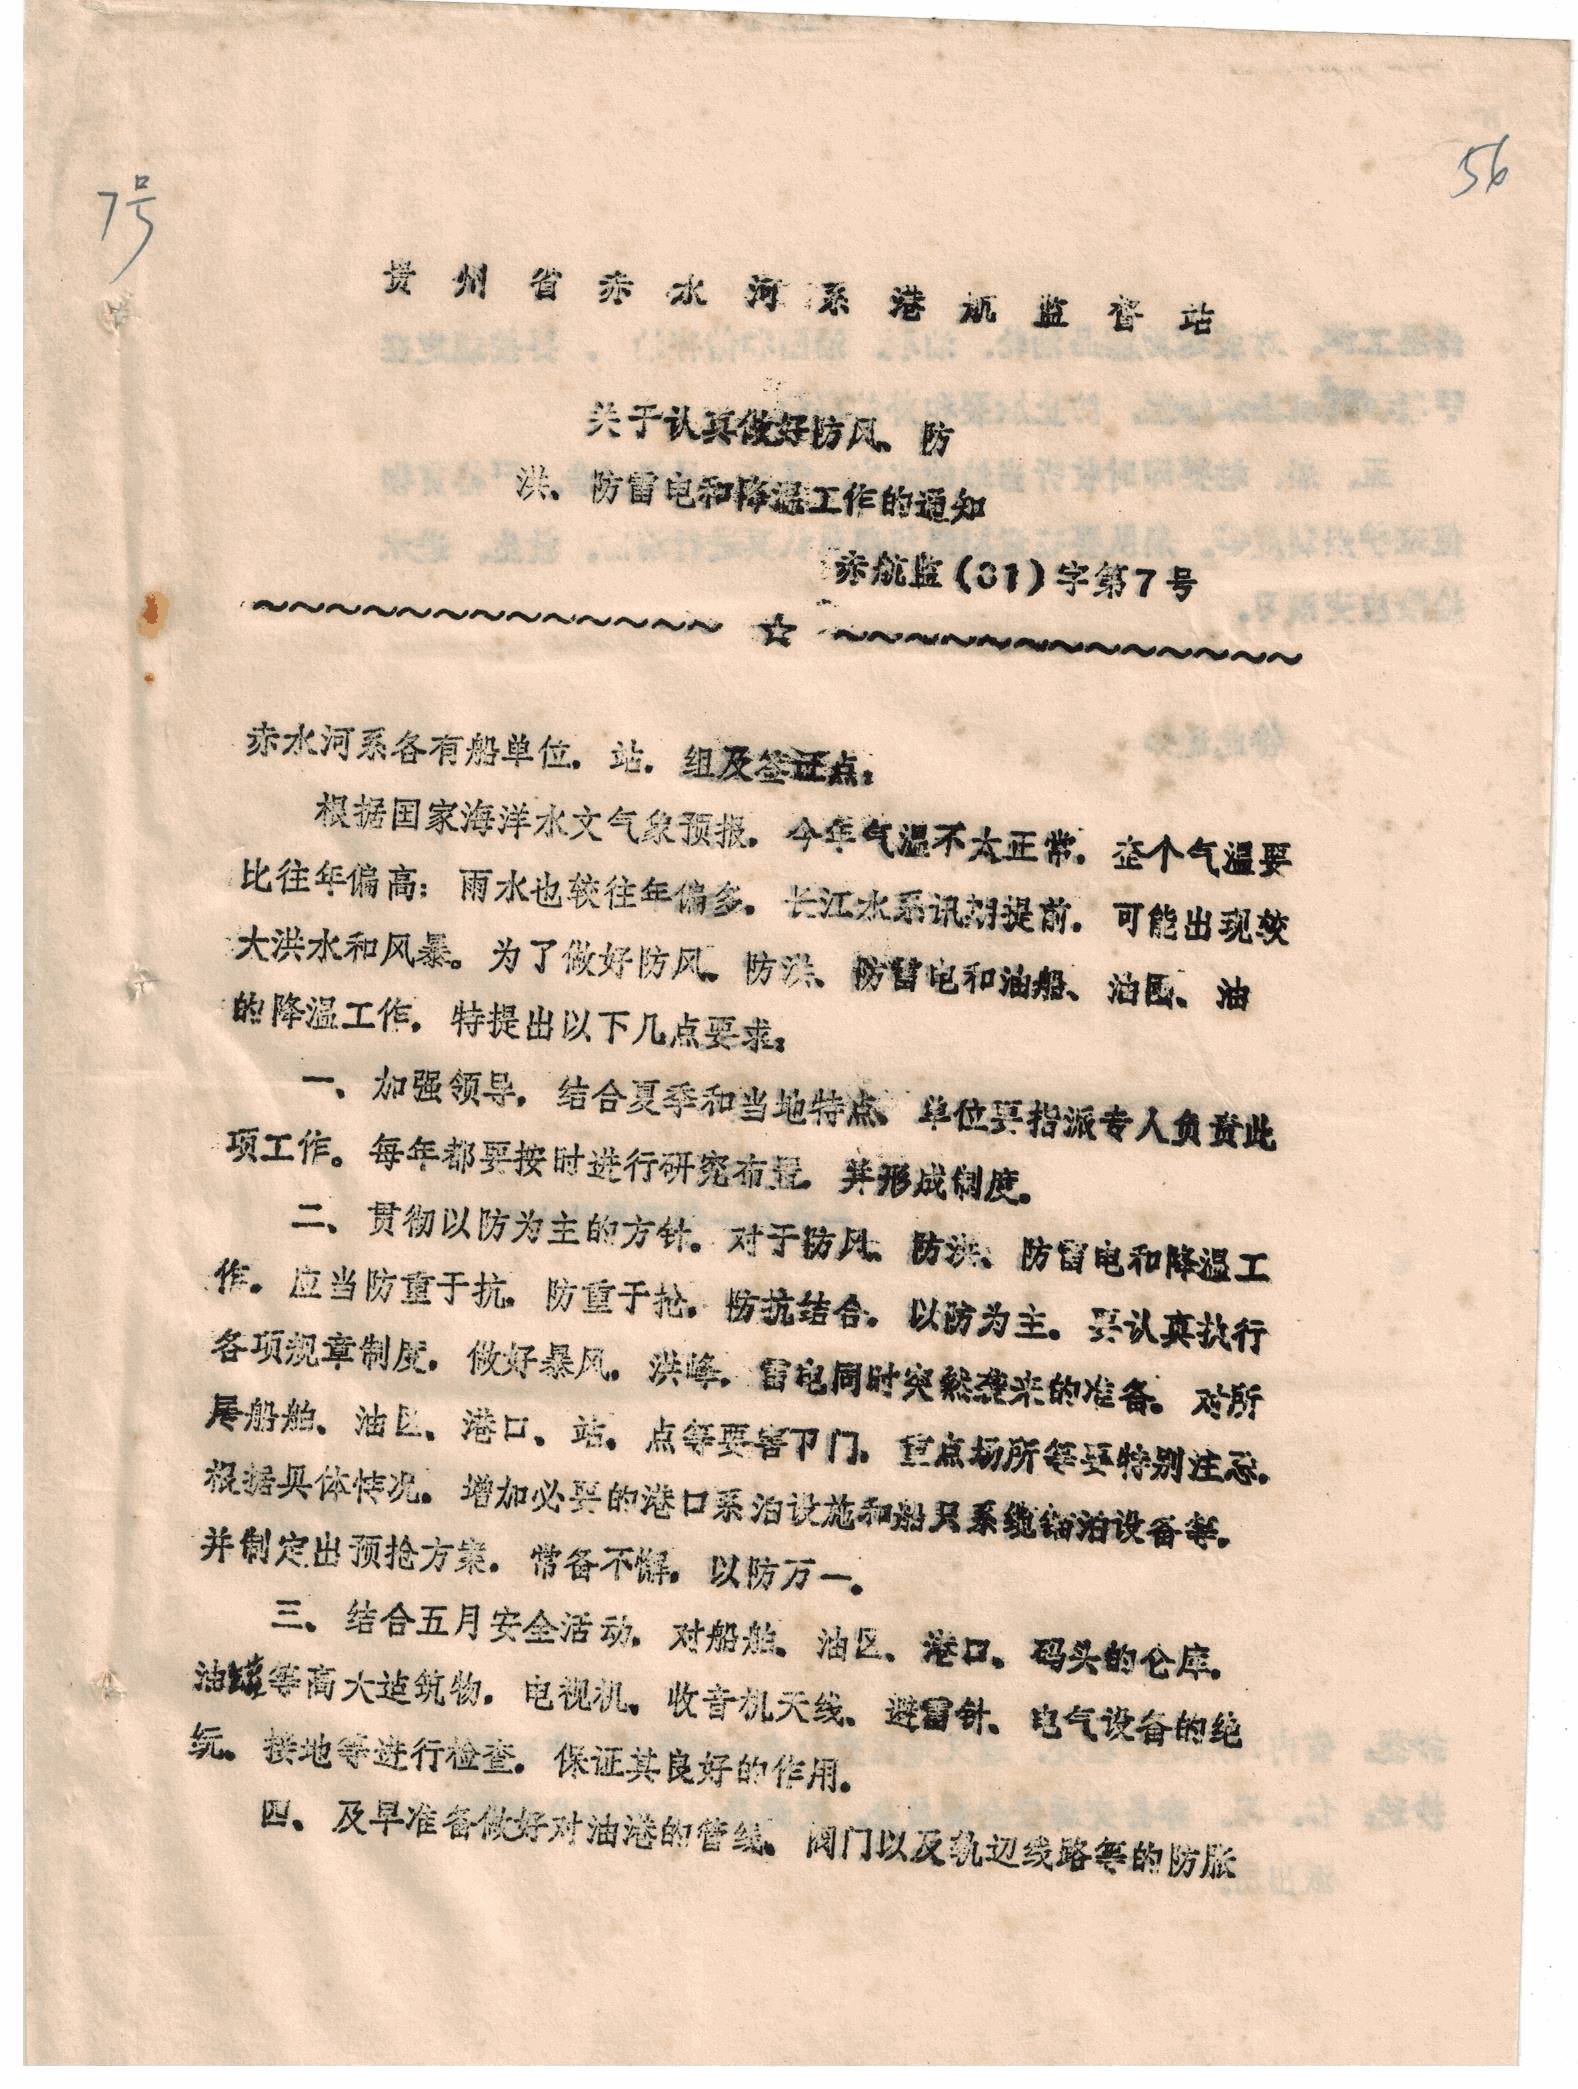 7号
56
贵州省赤水河系港航监督站
关于认真做好防风、防
洪、防雷电和降温工作的通知
赤航监(81)字第7号
赤水河系各有船单位，站，组及签证点：
根据国家海洋水文气象预报，今年气温不太正常，整个气温要
比往年偏高；雨水也较往年偏多，长江水系讯期提前，可能出现较
大洪水和风暴。为了做好防风、防洪、防雷电和油船、油囤、油
的降温工作，特提出以下几点要求：
一、加强领导，结合夏季和当地特点，单位要指派专人负责此
项工作。每年都要按时进行研究布置，并形成制度。
二、贯彻以防为主的方针。对于防风、防洪、防雷电和降温工
作，应当防重于抗，防重于抢，防抗结合，以防为主。要认真执行
各项规章制度，做好暴风，洪峰，雷电同时突然袭来的准备。对所
属船舶、油区、港口、站，点等要害下门，重点场所等要特别注意，
根据具体情况，增加必要的港口系泊设施和船只系缆锚泊设备等，
并制定出预抢方案，常备不懈，以防万一。
三、结合五月安全活动，对船舶、油区、港口、码头的仓库，
油罐等高大建筑物，电视机，收音机天线、避雷针、电气设备的绝
缘。接地等进行检查，保证其良好的作用。
四、及早准备做好对油港的管线、阀门以及轨辺线路等的防胀